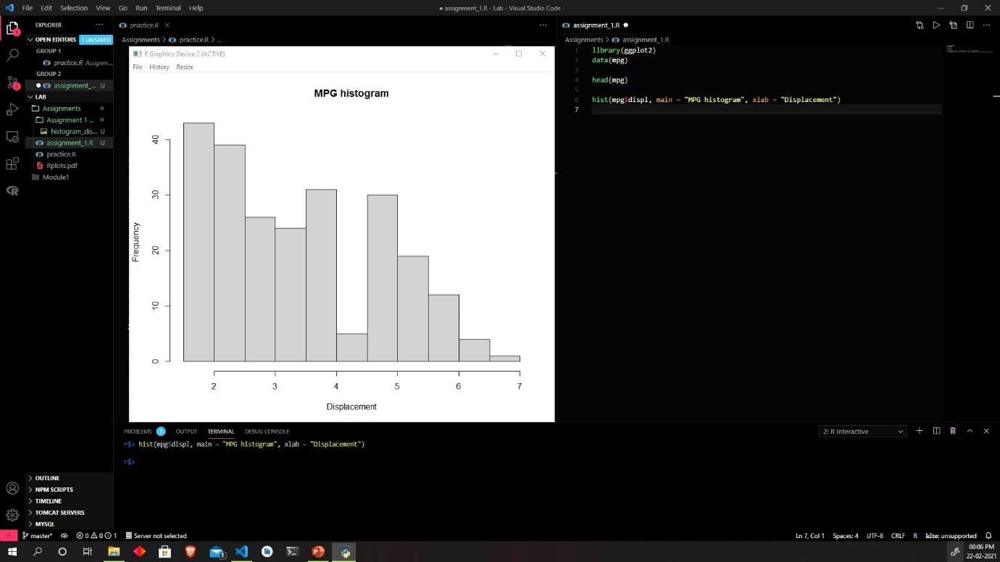 File Edit Selection View Go Run Terminal Help
● assignment_1.R - Lab - Visual Studio Code
EXPLORER
OPEN EDITORS 1 UNSAVED
GROUP 1
practice.R Assignm...
GROUP 2
assignment_... U
LAB
Assignments
Assignment 1 ...
histogram_dis... U
assignment_1.R U
practice.R
Rplots.pdf
Module1
OUTLINE
NPM SCRIPTS
TIMELINE
TOMCAT SERVERS
MYSQL
practice.R
Assignments > practice.R > ...
R Graphics: Device 2 (ACTIVE)
File History Resize
MPG histogram
Frequency
40
30
20
10
0
2 3 4 5 6 7
Displacement
assignment_1.R
Assignments > assignment_1.R
1 library(ggplot2)
2 data(mpg)
3
4 head(mpg)
5
6 hist(mpg$displ, main = "MPG histogram", xlab = "Displacement")
7
PROBLEMS 1 OUTPUT TERMINAL DEBUG CONSOLE
2: R Interactive
r$> hist(mpg$displ, main = "MPG histogram", xlab = "Displacement")
r$>
master* 0 0 1 Server not selected
Ln 7, Col 1 Spaces: 4 UTF-8 CRLF R kite: unsupported
08:06 PM
22-02-2021